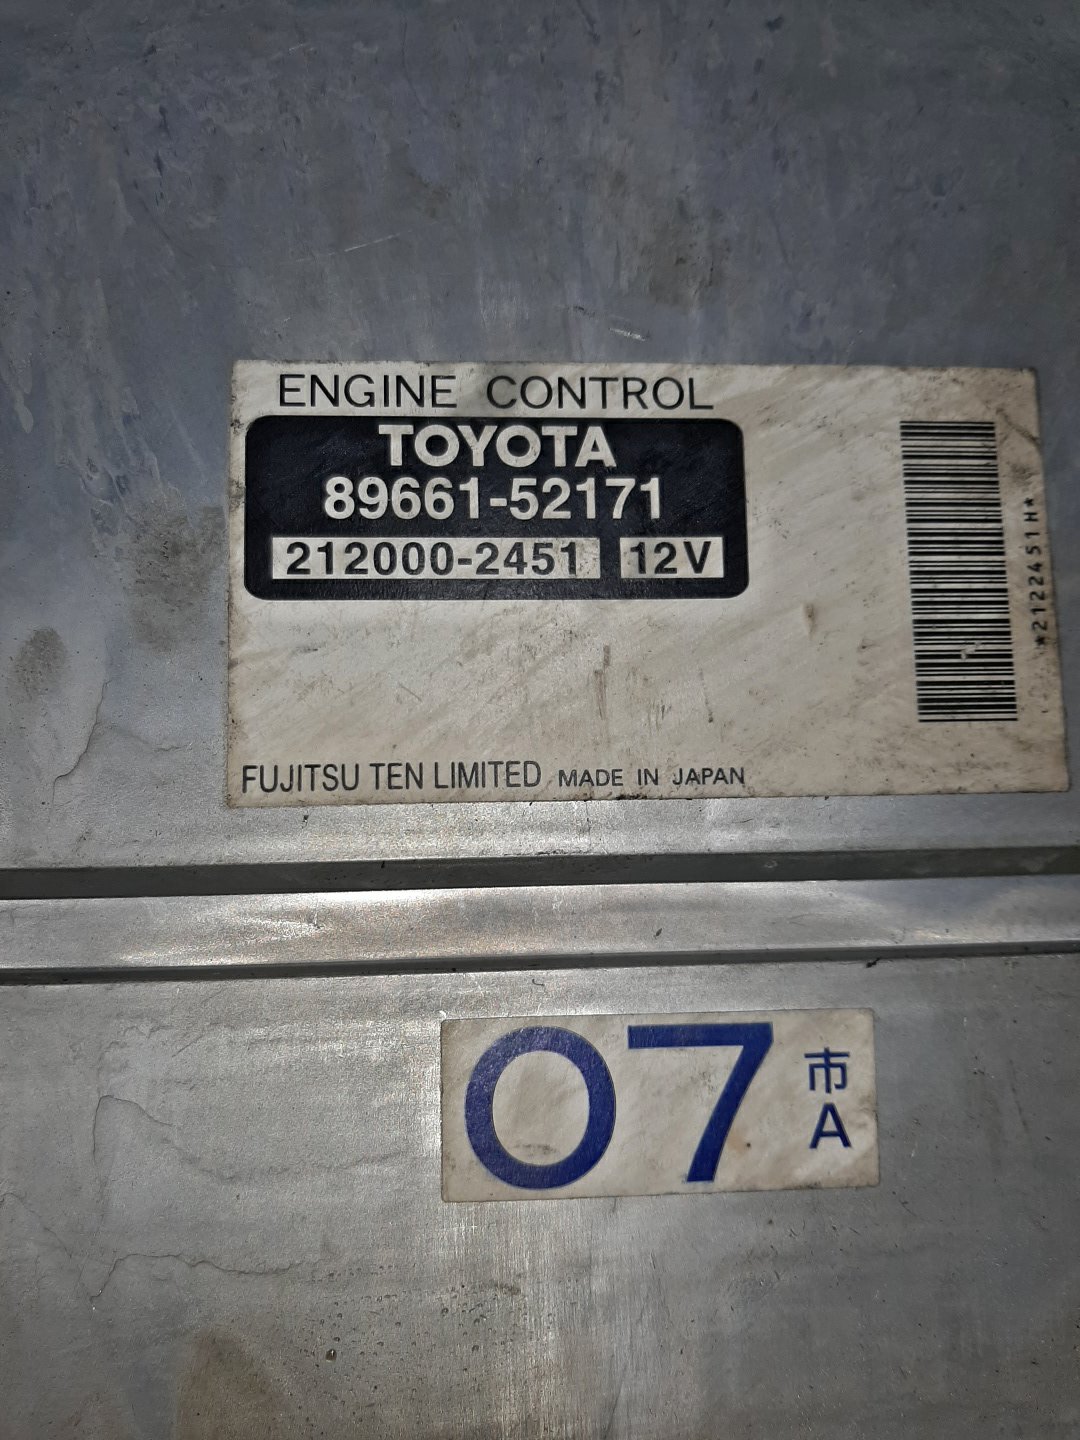 ENGINE CONTROL
TOYOTA
89661-52171
212000-2451 12V
*2122451H*
FUJITSU TEN LIMITED MADE IN JAPAN
07 市
A